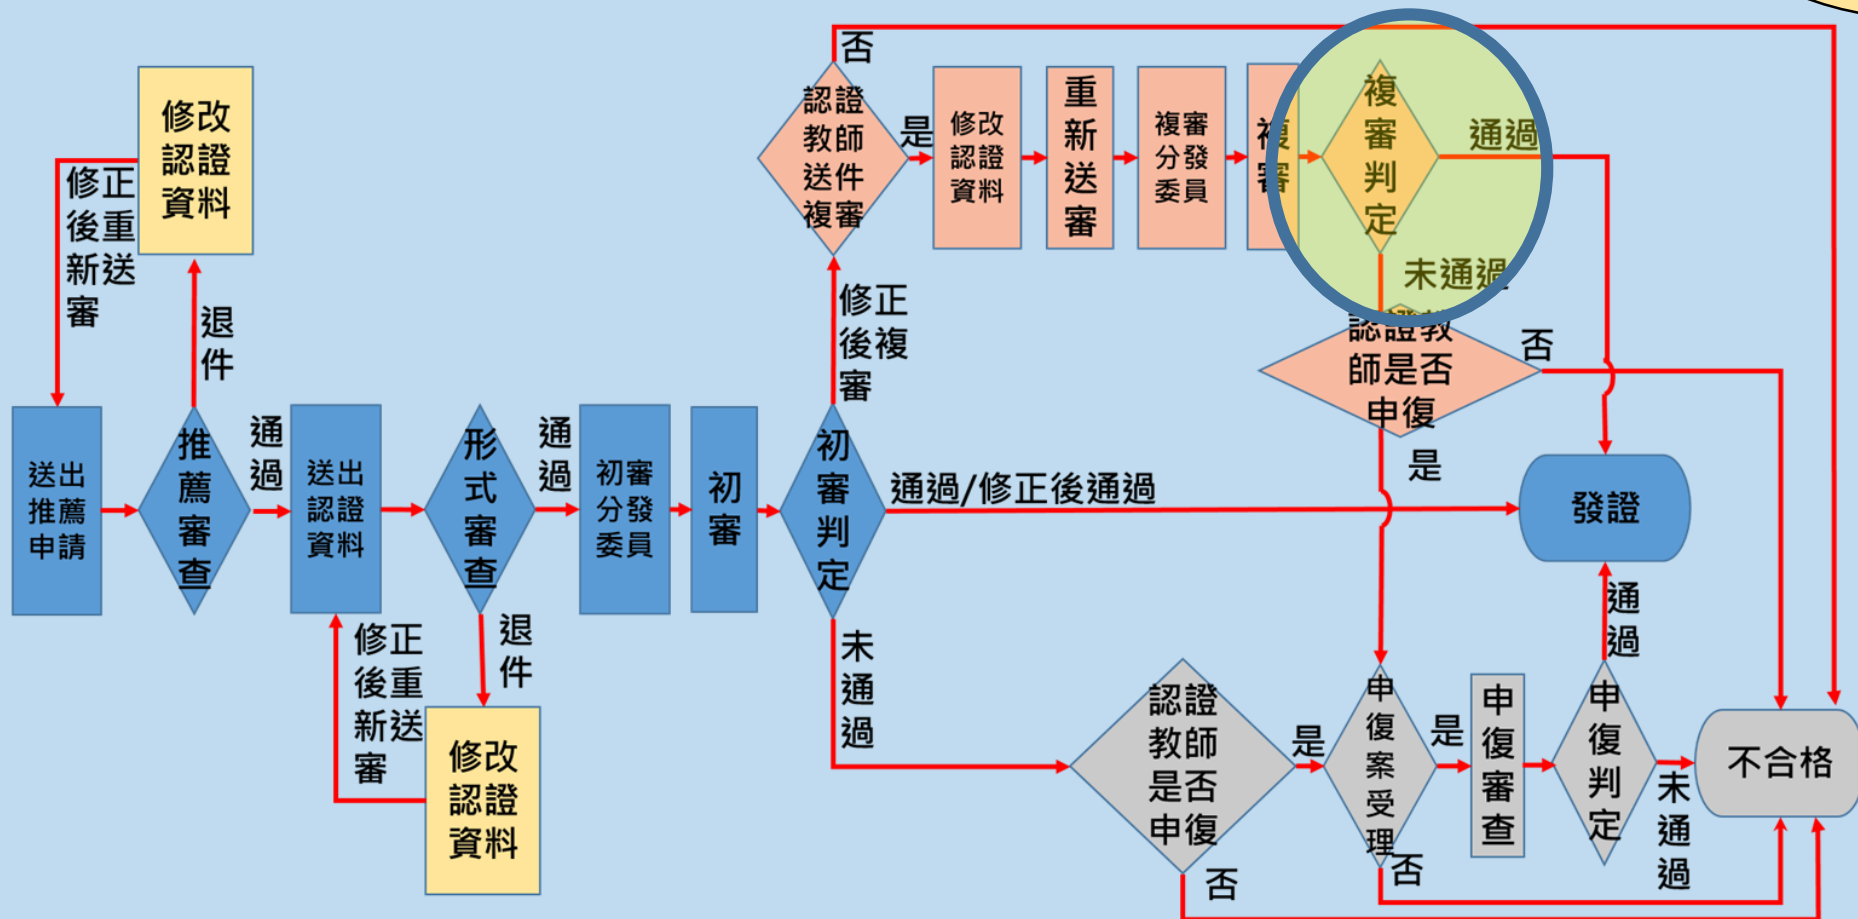 否
修改
認證
資料
修正
後重
新送
審
退
件
送出
推薦
申請
推
薦
審
查
通
過
送出
認證
資料
形
式
審
查
通
過
退
件
修正
後重
新送
審
修改
認證
資料
初審
分發
委員
初
審
初
審
判
定
修正
後複
審
認證
教師
送件
複審
是
修改
認證
資料
重
新
送
審
複審
分發
委員
複
審
複
審
判
定
通過
未通過
認證教
師是否
申復
否
是
通過/修正後通過
發證
未
通
過
認證
教師
是否
申復
是
否
申
復
案
受
理
是
否
申
復
審
查
申
復
判
定
通
過
未
通
過
不合格